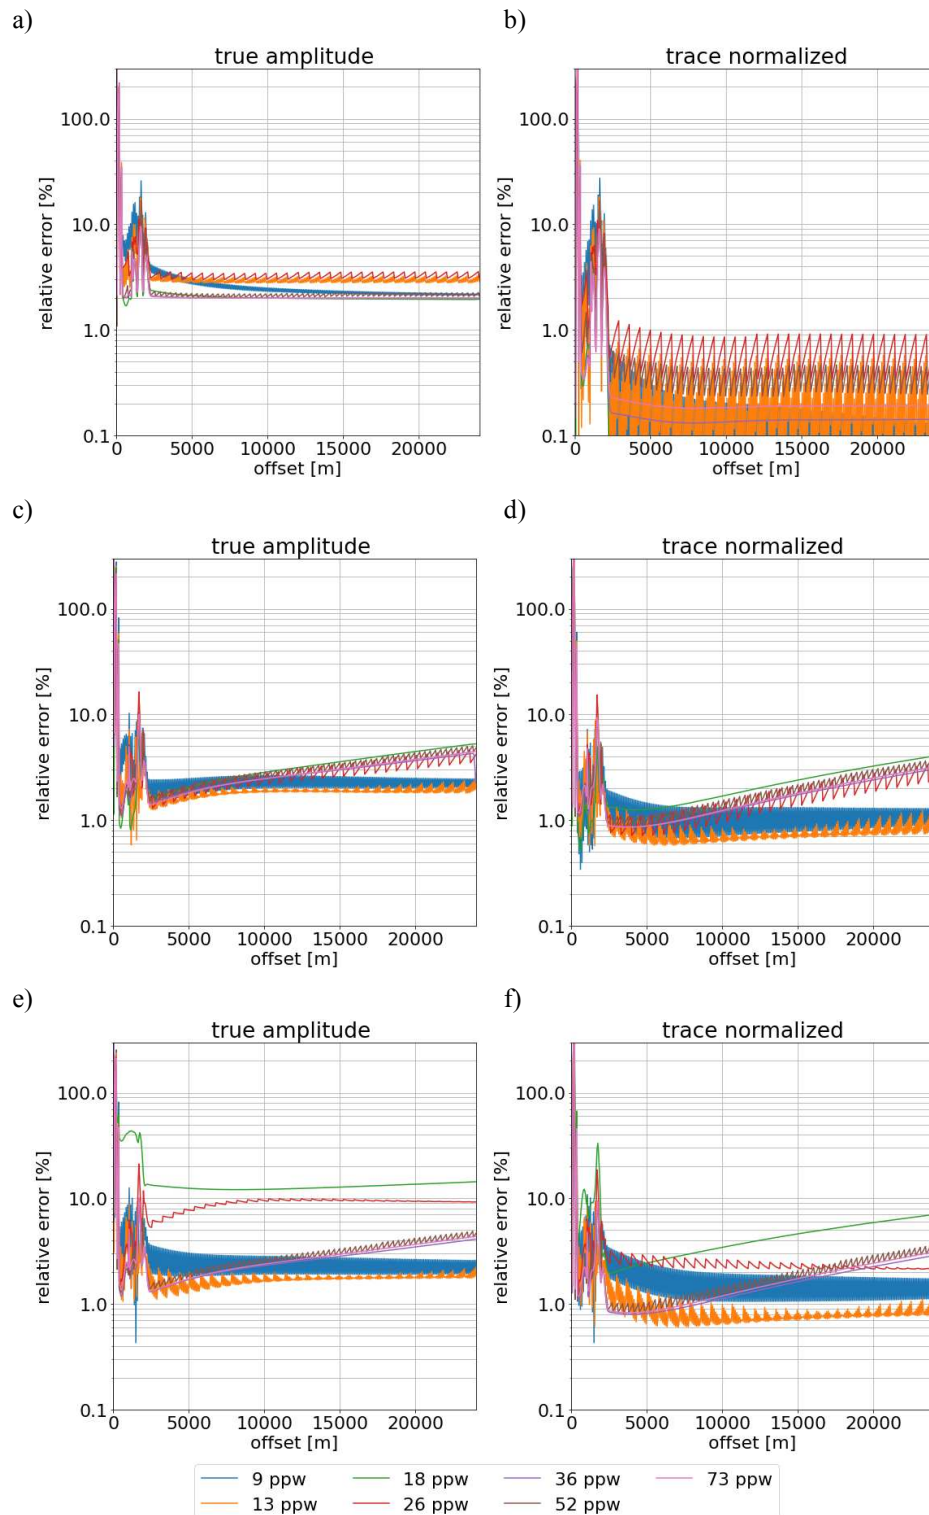 a)
b)
true amplitude
trace normalized
relative error [%]
100.0
10.0
1.0
0.1
0 5000 10000 15000 20000
offset [m]
relative error [%]
100.0
10.0
1.0
0.1
0 5000 10000 15000 20000
offset [m]
c)
d)
true amplitude
trace normalized
relative error [%]
100.0
10.0
1.0
0.1
0 5000 10000 15000 20000
offset [m]
relative error [%]
100.0
10.0
1.0
0.1
0 5000 10000 15000 20000
offset [m]
e)
f)
true amplitude
trace normalized
relative error [%]
100.0
10.0
1.0
0.1
0 5000 10000 15000 20000
offset [m]
relative error [%]
100.0
10.0
1.0
0.1
0 5000 10000 15000 20000
offset [m]
9 ppw 18 ppw 36 ppw 73 ppw
13 ppw 26 ppw 52 ppw